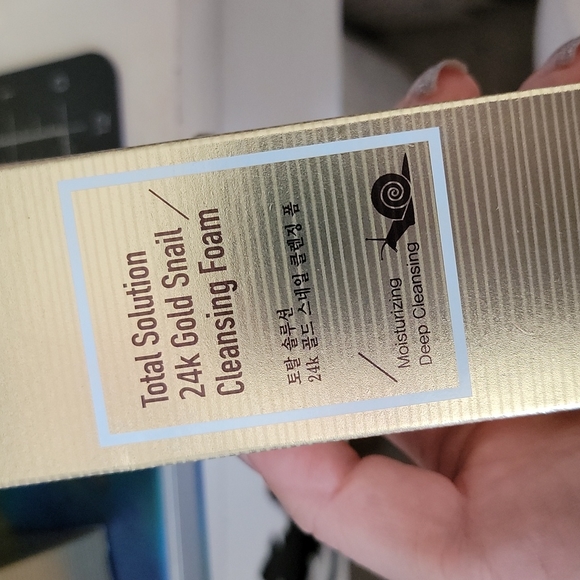 Total Solution
24k Gold Snail
Cleansing Foam
토탈 솔루션
24k 골드 스네일 클렌징 폼
Moisturizing
Deep Cleansing